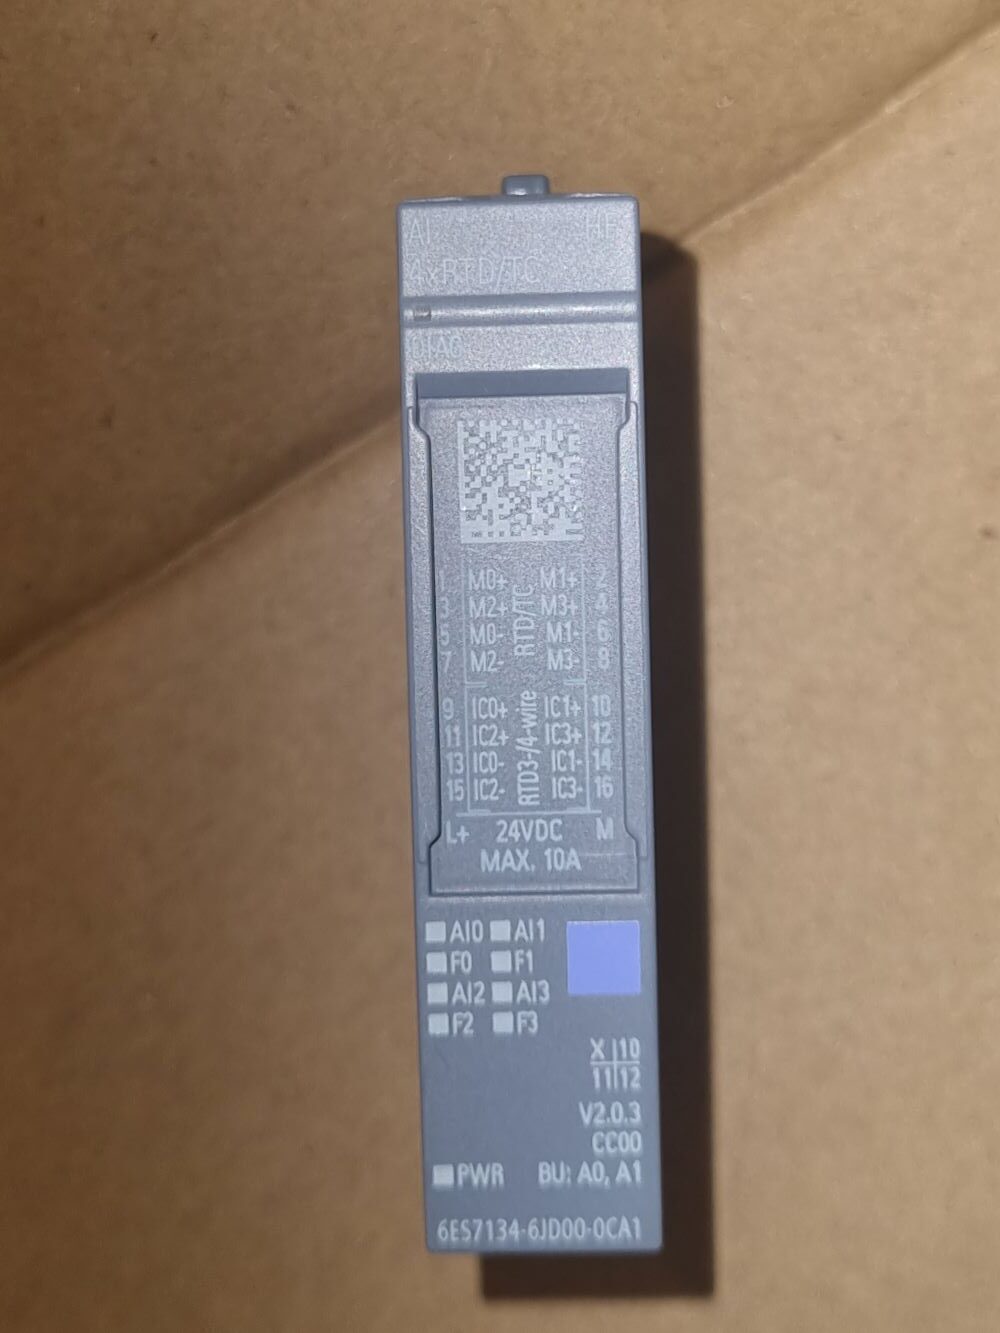 AI HF
4xRTD/TC
DIAG
1 M0+ M1+ 2
3 M2+ M3+ 4
5 M0- M1- 6
7 M2- M3- 8
RTD/TC
9 IC0+ IC1+ 10
11 IC2+ IC3+ 12
13 IC0- IC1- 14
15 IC2- IC3- 16
RTD3-/4-wire
L+ 24VDC M
MAX. 10A
AI0 AI1
F0 F1
AI2 AI3
F2 F3
X 10
11 12
V2.0.3
CC00
PWR BU: A0, A1
6ES7134-6JD00-0CA1